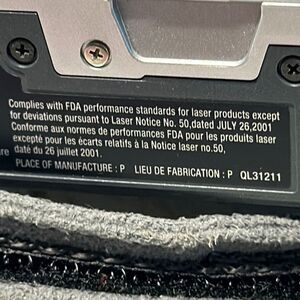 Complies with FDA performance standards for laser products except
for deviations pursuant to Laser Notice No. 50,dated JULY 26,2001
Conforme aux normes de performances FDA pour les produits laser
excepté pour les écarts relatifs à la Notice laser no.50,
daté du 26 juillet 2001.
PLACE OF MANUFACTURE : P LIEU DE FABRICATION : P QL31211